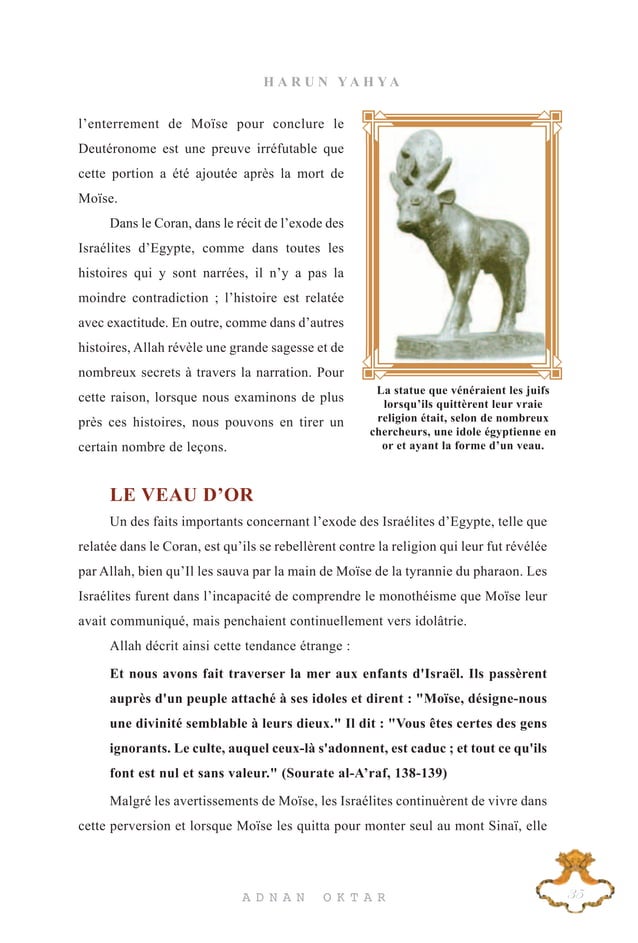 HARUN YAHYA
l’enterrement de Moïse pour conclure le
Deutéronome est une preuve irréfutable que
cette portion a été ajoutée après la mort de
Moïse.
Dans le Coran, dans le récit de l’exode des
Israélites d’Egypte, comme dans toutes les
histoires qui y sont narrées, il n’y a pas la
moindre contradiction ; l’histoire est relatée
avec exactitude. En outre, comme dans d’autres
histoires, Allah révèle une grande sagesse et de
nombreux secrets à travers la narration. Pour
cette raison, lorsque nous examinons de plus
près ces histoires, nous pouvons en tirer un
certain nombre de leçons.
La statue que vénéraient les juifs
lorsqu’ils quittèrent leur vraie
religion était, selon de nombreux
chercheurs, une idole égyptienne en
or et ayant la forme d’un veau.
LE VEAU D’OR
Un des faits importants concernant l’exode des Israélites d’Egypte, telle que
relatée dans le Coran, est qu’ils se rebellèrent contre la religion qui leur fut révélée
par Allah, bien qu’Il les sauva par la main de Moïse de la tyrannie du pharaon. Les
Israélites furent dans l’incapacité de comprendre le monothéisme que Moïse leur
avait communiqué, mais penchaient continuellement vers idolâtrie.
Allah décrit ainsi cette tendance étrange :
Et nous avons fait traverser la mer aux enfants d'Israël. Ils passèrent
auprès d'un peuple attaché à ses idoles et dirent : "Moïse, désigne-nous
une divinité semblable à leurs dieux." Il dit : "Vous êtes certes des gens
ignorants. Le culte, auquel ceux-là s'adonnent, est caduc ; et tout ce qu'ils
font est nul et sans valeur." (Sourate al-A’raf, 138-139)
Malgré les avertissements de Moïse, les Israélites continuèrent de vivre dans
cette perversion et lorsque Moïse les quitta pour monter seul au mont Sinaï, elle
ADNAN OKTAR
35